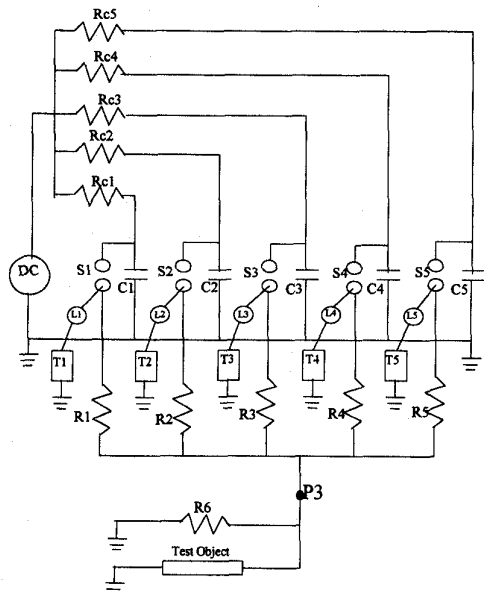 Rc5
Rc4
Rc3
Rc2
Rc1
DC
S1
S2
S3
S4
S5
C1
C2
C3
C4
C5
L1
L2
L3
L4
L5
T1
T2
T3
T4
T5
R1
R2
R3
R4
R5
P3
R6
Test Object